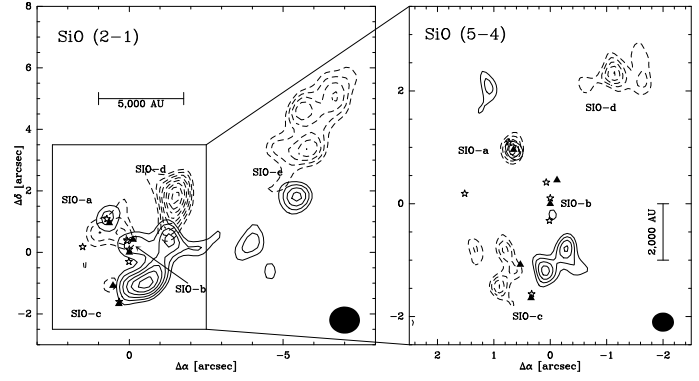 SiO (2-1)
5,000 AU
SIO-a
SIO-d
SIO-e
SIO-b
SIO-c
8
6
4
2
0
-2
0
-5
Δδ [arcsec]
Δα [arcsec]
SiO (5-4)
SIO-d
SIO-a
SIO-b
SIO-c
2,000 AU
2
0
-2
2
1
0
-1
-2
Δα [arcsec]